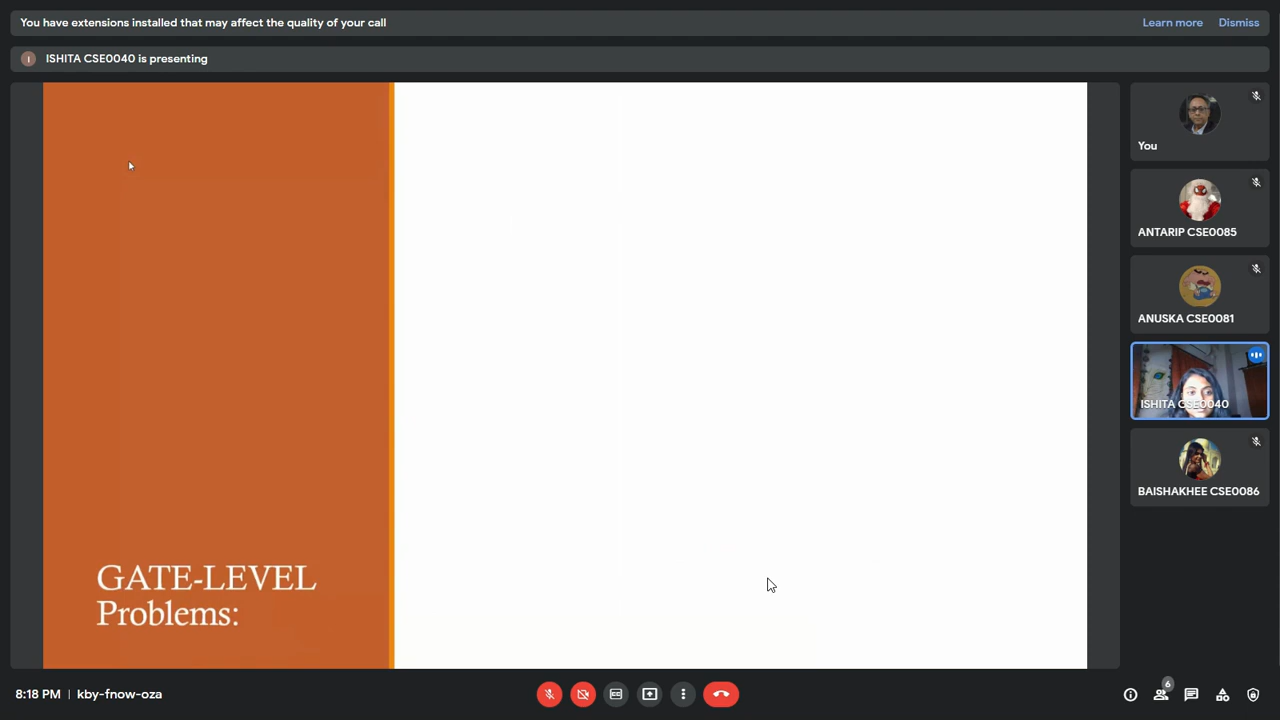 You have extensions installed that may affect the quality of your call
Learn more
Dismiss
I
ISHITA CSE0040 is presenting
You
ANTARIP CSE0085
ANUSKA CSE0081
ISHITA CSE0040
BAISHAKHEE CSE0086
GATE-LEVEL
Problems:
8:18 PM | kby-fnow-oza
6